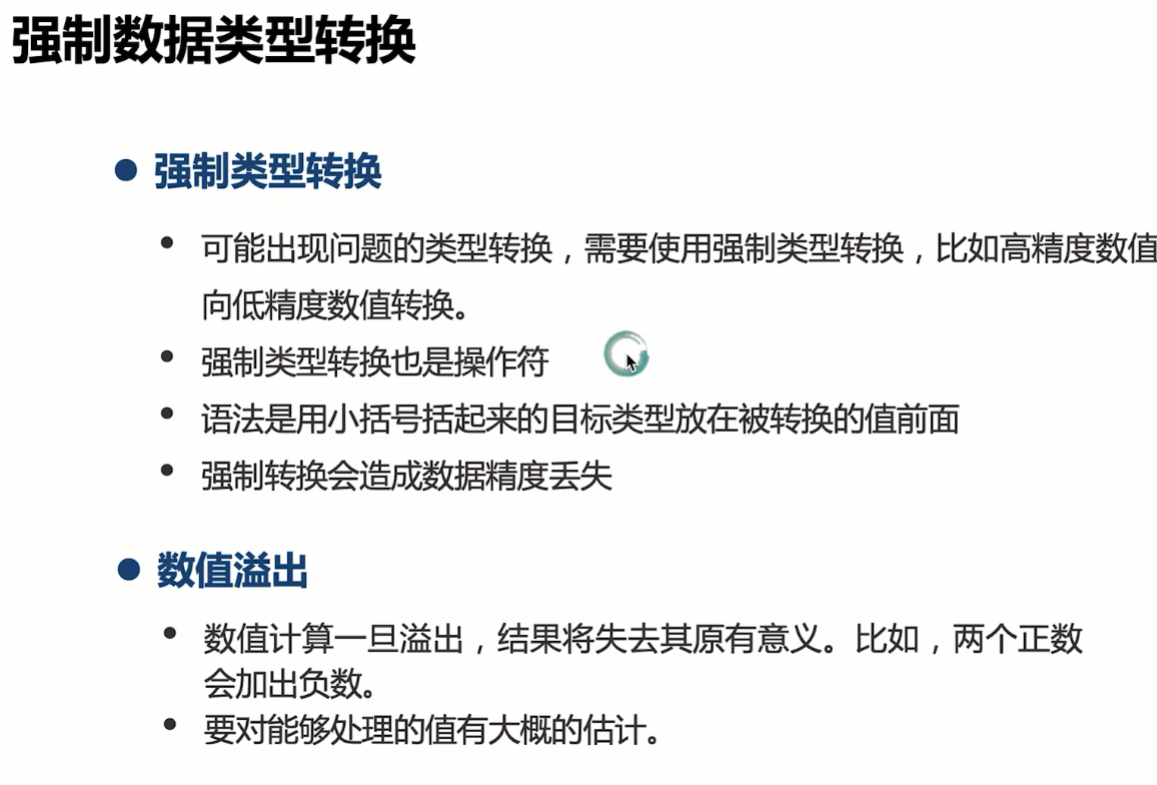 强制数据类型转换
强制类型转换
可能出现问题的类型转换，需要使用强制类型转换，比如高精度数值
向低精度数值转换。
强制类型转换也是操作符
语法是用小括号括起来的目标类型放在被转换的值前面
强制转换会造成数据精度丢失
数值溢出
数值计算一旦溢出，结果将失去其原有意义。比如，两个正数
会加出负数。
要对能够处理的值有大概的估计。